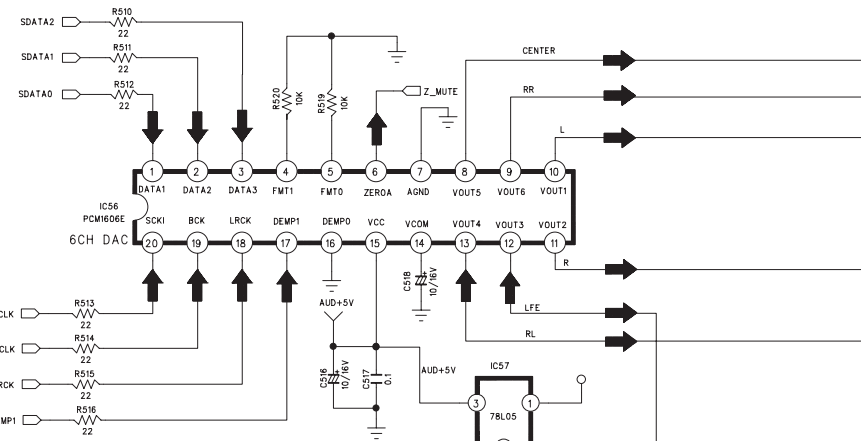 R510
SDATA2
22
CENTER
R511
SDATA1
22
RR
R512
SDATA0
22
R520
10K
R519
10K
Z_MUTE
L
1 2 3 4 5 6 7 8 9 10
DATA1 DATA2 DATA3 FMT1 FMT0 ZEROA AGND VOUT5 VOUT6 VOUT1
IC56
PCM1606E
6CH DAC
SCKI BCK LRCK DEMP1 DEMP0 VCC VCOM VOUT4 VOUT3 VOUT2
20 19 18 17 16 15 14 13 12 11
R
C518
10/16V
AUD+5V
R513
CLK
22
LFE
R514
CLK
22
RL
R515
RCK
22
C516
10/16V
C517
0.1
AUD+5V
IC57
3 1
78L05
R516
MP1
22